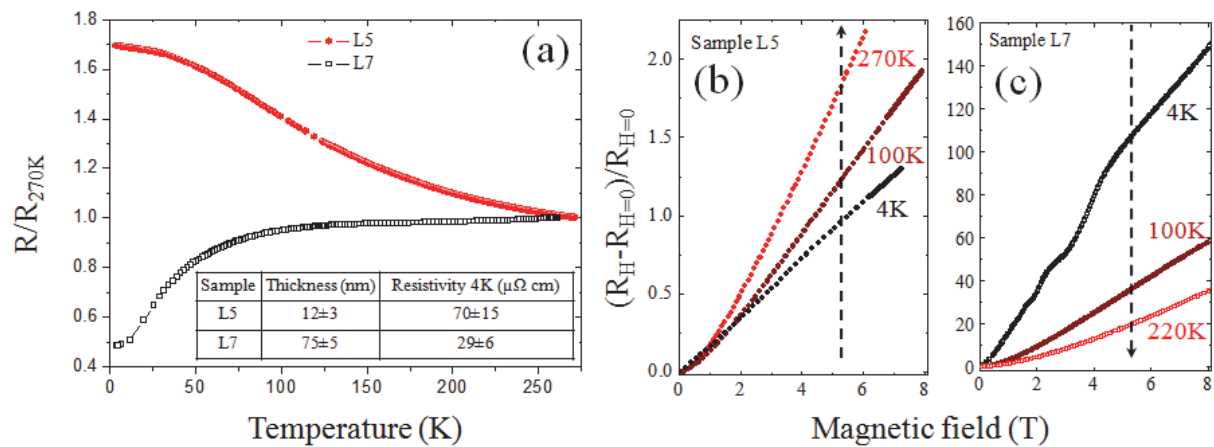 1.8
1.6
1.4
1.2
1.0
0.8
0.6
0.4
R/R270K
L5
L7
(a)
Sample Thickness (nm) Resistivity 4K (μΩ cm)
L5 12±3 70±15
L7 75±5 29±6
0 50 100 150 200 250
Temperature (K)
(RH-RH=0)/RH=0
2.0
1.5
1.0
0.5
0.0
Sample L5
(b)
270K
100K
4K
0 2 4 6 8
160
140
120
100
80
60
40
20
0
Sample L7
(c)
4K
100K
220K
0 2 4 6 8
Magnetic field (T)